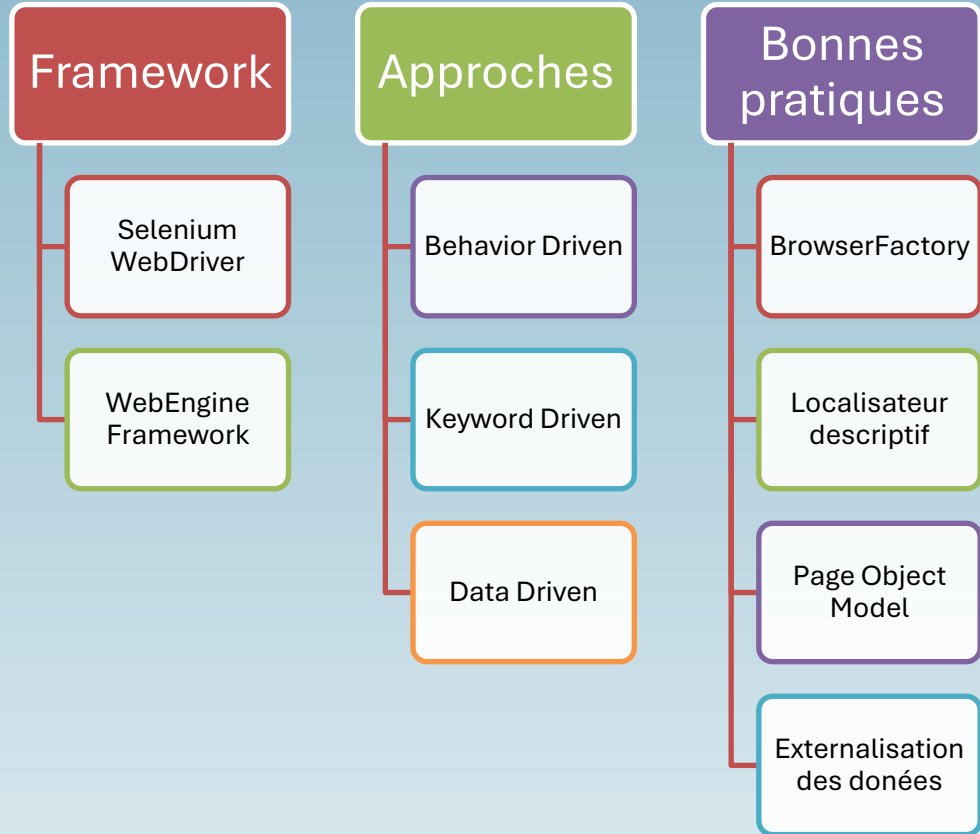 Framework
Selenium
WebDriver
WebEngine
Framework
Approches
Behavior Driven
Keyword Driven
Data Driven
Bonnes
pratiques
BrowserFactory
Localisateur
descriptif
Page Object
Model
Externalisation
des donées